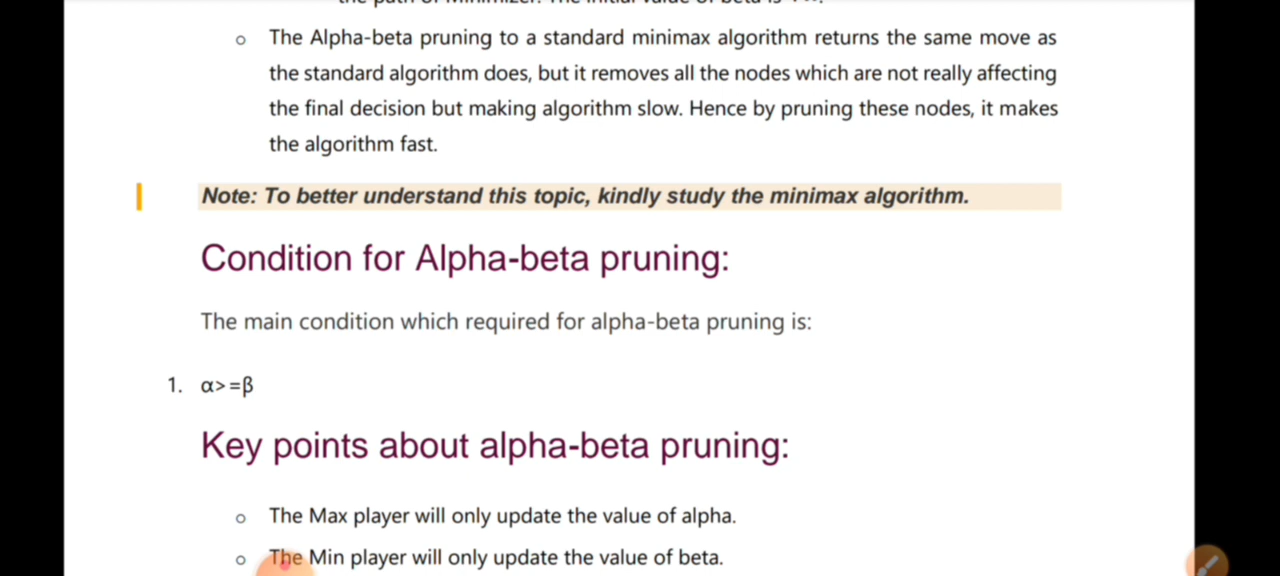 o The Alpha-beta pruning to a standard minimax algorithm returns the same move as
the standard algorithm does, but it removes all the nodes which are not really affecting
the final decision but making algorithm slow. Hence by pruning these nodes, it makes
the algorithm fast.
Note: To better understand this topic, kindly study the minimax algorithm.
Condition for Alpha-beta pruning:
The main condition which required for alpha-beta pruning is:
1. α>=β
Key points about alpha-beta pruning:
o The Max player will only update the value of alpha.
o The Min player will only update the value of beta.